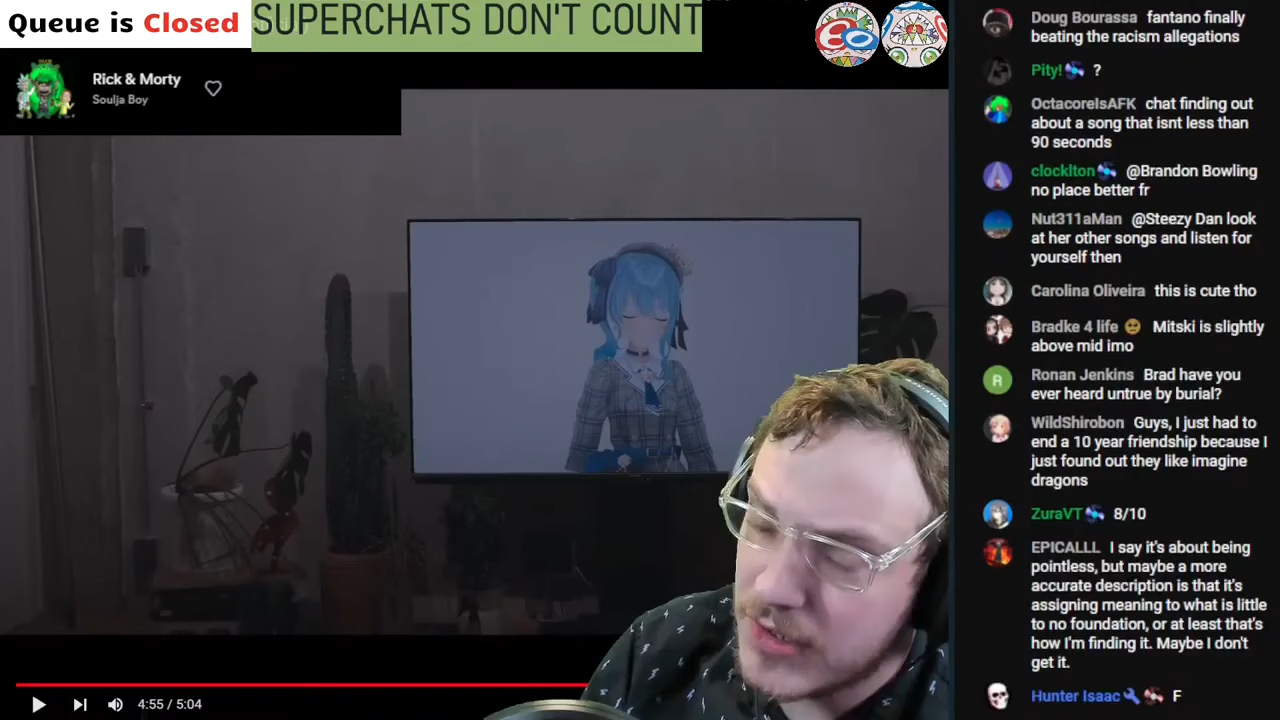 Queue is Closed
SUPERCHATS DON'T COUNT
Rick & Morty
Soulja Boy
4:55 / 5:04
Doug Bourassa fantano finally
beating the racism allegations
Pity! ?
OctacoreIsAFK chat finding out
about a song that isnt less than
90 seconds
clocklton @Brandon Bowling
no place better fr
Nut311aMan @Steezy Dan look
at her other songs and listen for
yourself then
Carolina Oliveira this is cute tho
Bradke 4 life 🥺 Mitski is slightly
above mid imo
R
Ronan Jenkins Brad have you
ever heard untrue by burial?
WildShirobon Guys, I just had to
end a 10 year friendship because I
just found out they like imagine
dragons
ZuraVT 8/10
EPICALLL I say it's about being
pointless, but maybe a more
accurate description is that it's
assigning meaning to what is little
to no foundation, or at least that's
how I'm finding it. Maybe I don't
get it.
Hunter Isaac F